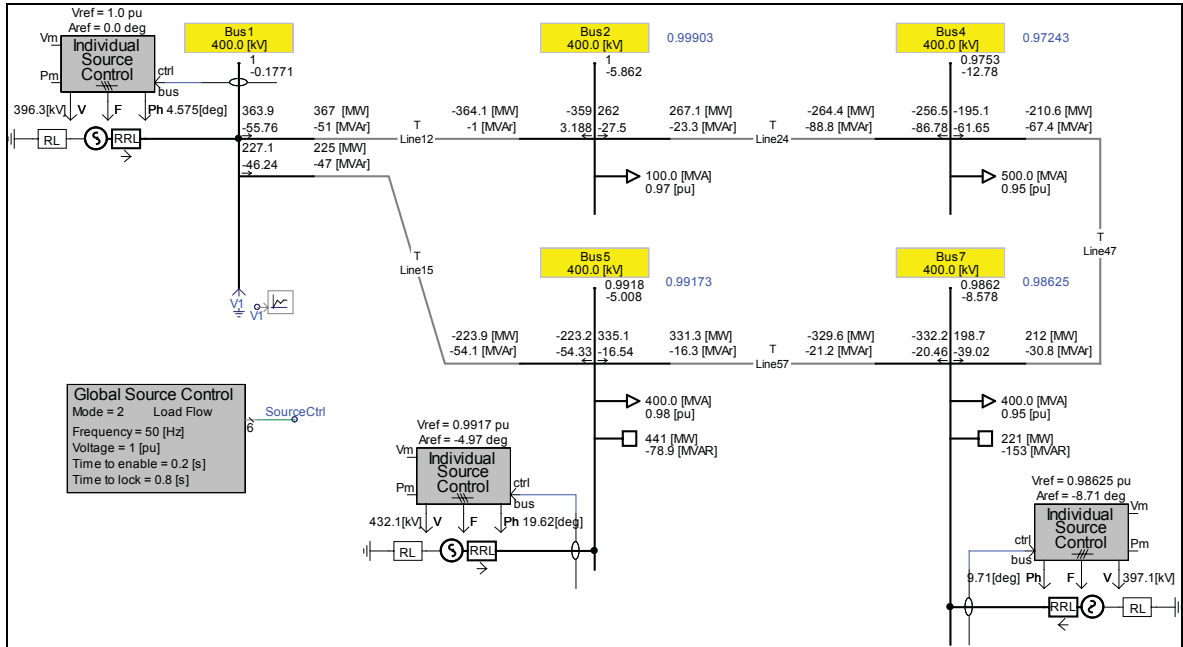 Vref = 1.0 pu
Aref = 0.0 deg
Vm
Individual
Source
Control
Pm
ctrl
bus
396.3[kV]
V
F
Ph 4.575[deg]
RL
RRL
Bus1
400.0 [kV]
1
-0.1771
363.9
-55.76
367 [MW]
-51 [MVAr]
227.1
-46.24
225 [MW]
-47 [MVAr]
T
Line12
-364.1 [MW]
-1 [MVAr]
Bus2
400.0 [kV]
0.99903
1
-5.862
-359
262
3.188
-27.5
267.1 [MW]
-23.3 [MVAr]
100.0 [MVA]
0.97 [pu]
T
Line24
-264.4 [MW]
-88.8 [MVAr]
Bus4
400.0 [kV]
0.97243
0.9753
-12.78
-256.5
-195.1
-86.78
-61.65
-210.6 [MW]
-67.4 [MVAr]
500.0 [MVA]
0.95 [pu]
T
Line47
T
Line15
V1
V1
-223.9 [MW]
-54.1 [MVAr]
Bus5
400.0 [kV]
0.99173
0.9918
-5.008
-223.2
335.1
-54.33
-16.54
331.3 [MW]
-16.3 [MVAr]
T
Line57
-329.6 [MW]
-21.2 [MVAr]
Bus7
400.0 [kV]
0.98625
0.9862
-8.578
-332.2
198.7
-20.46
-39.02
212 [MW]
-30.8 [MVAr]
400.0 [MVA]
0.98 [pu]
441 [MW]
-78.9 [MVAR]
400.0 [MVA]
0.95 [pu]
221 [MW]
-153 [MVAR]
Global Source Control
Mode = 2 Load Flow
Frequency = 50 [Hz]
Voltage = 1 [pu]
Time to enable = 0.2 [s]
Time to lock = 0.8 [s]
6
SourceCtrl
Vref = 0.9917 pu
Aref = -4.97 deg
Vm
Individual
Source
Control
Pm
ctrl
bus
432.1[kV]
V
F
Ph 19.62[deg]
RL
RRL
Vref = 0.98625 pu
Aref = -8.71 deg
Vm
Individual
Source
Control
Pm
ctrl
bus
9.71[deg]
Ph
F
V
397.1[kV]
RRL
RL